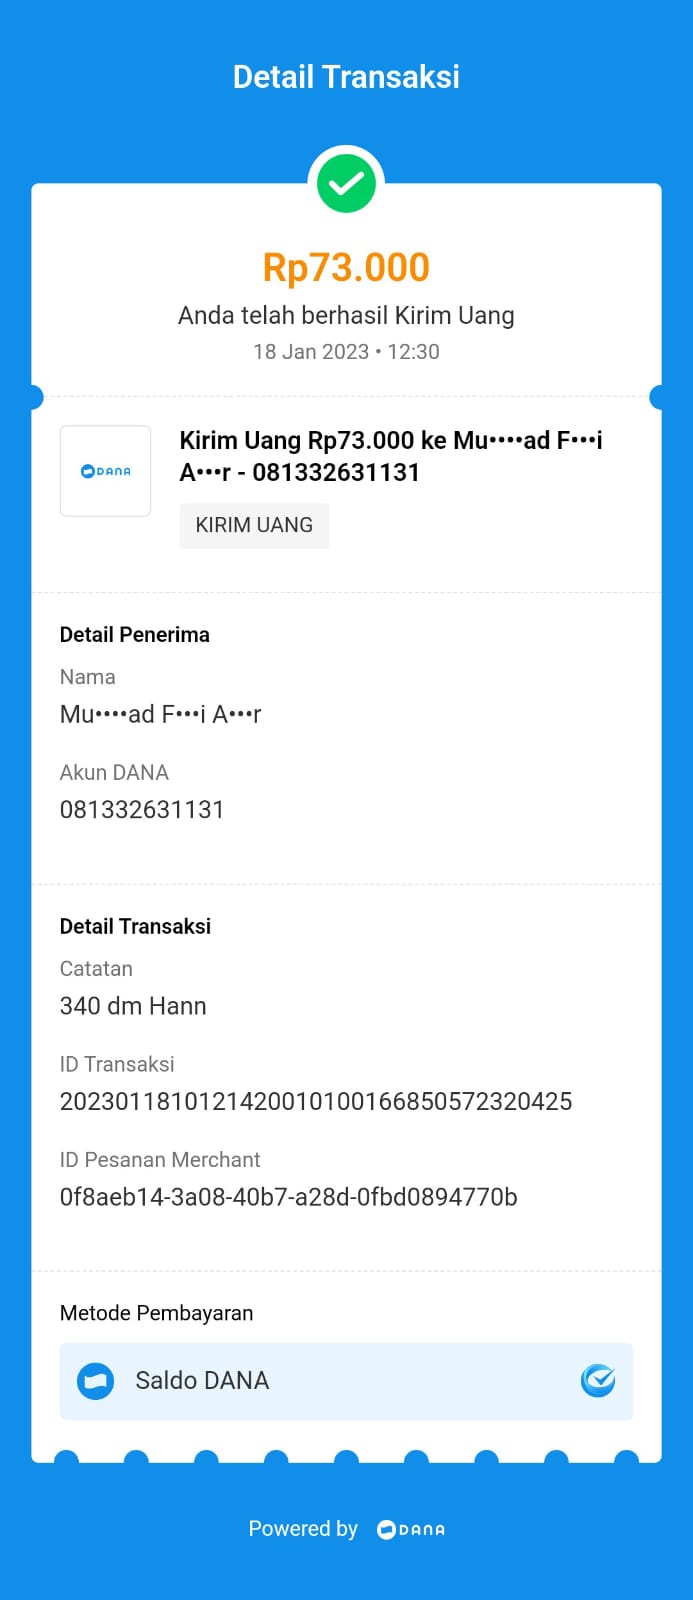 Detail Transaksi
Rp73.000
Anda telah berhasil Kirim Uang
18 Jan 2023 • 12:30
DANA
Kirim Uang Rp73.000 ke Mu••••ad F•••i
A•••r - 081332631131
KIRIM UANG
Detail Penerima
Nama
Mu••••ad F•••i A•••r
Akun DANA
081332631131
Detail Transaksi
Catatan
340 dm Hann
ID Transaksi
2023011810121420010100166850572320425
ID Pesanan Merchant
0f8aeb14-3a08-40b7-a28d-0fbd0894770b
Metode Pembayaran
Saldo DANA
Powered by DANA